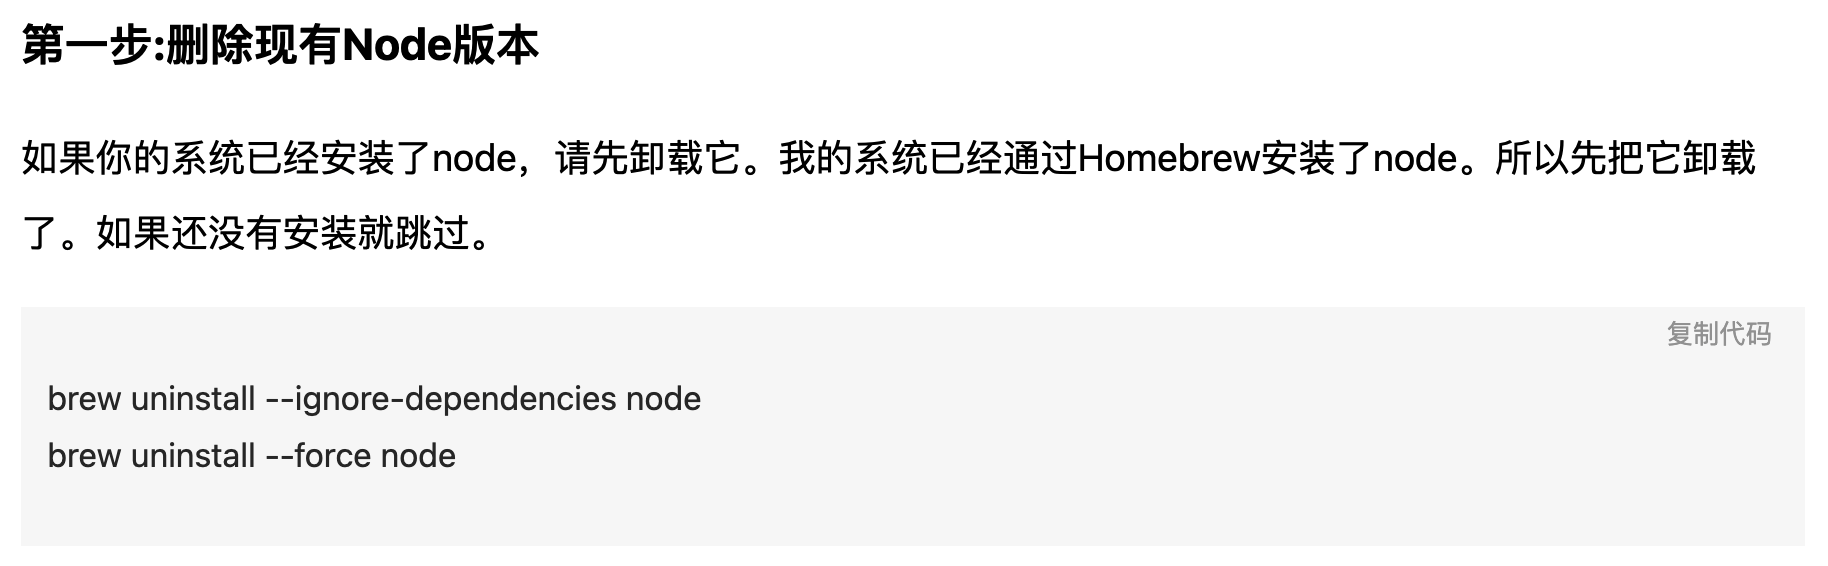 第一步:删除现有Node版本
如果你的系统已经安装了node，请先卸载它。我的系统已经通过Homebrew安装了node。所以先把它卸载
了。如果还没有安装就跳过。
复制代码
brew uninstall --ignore-dependencies node
brew uninstall --force node